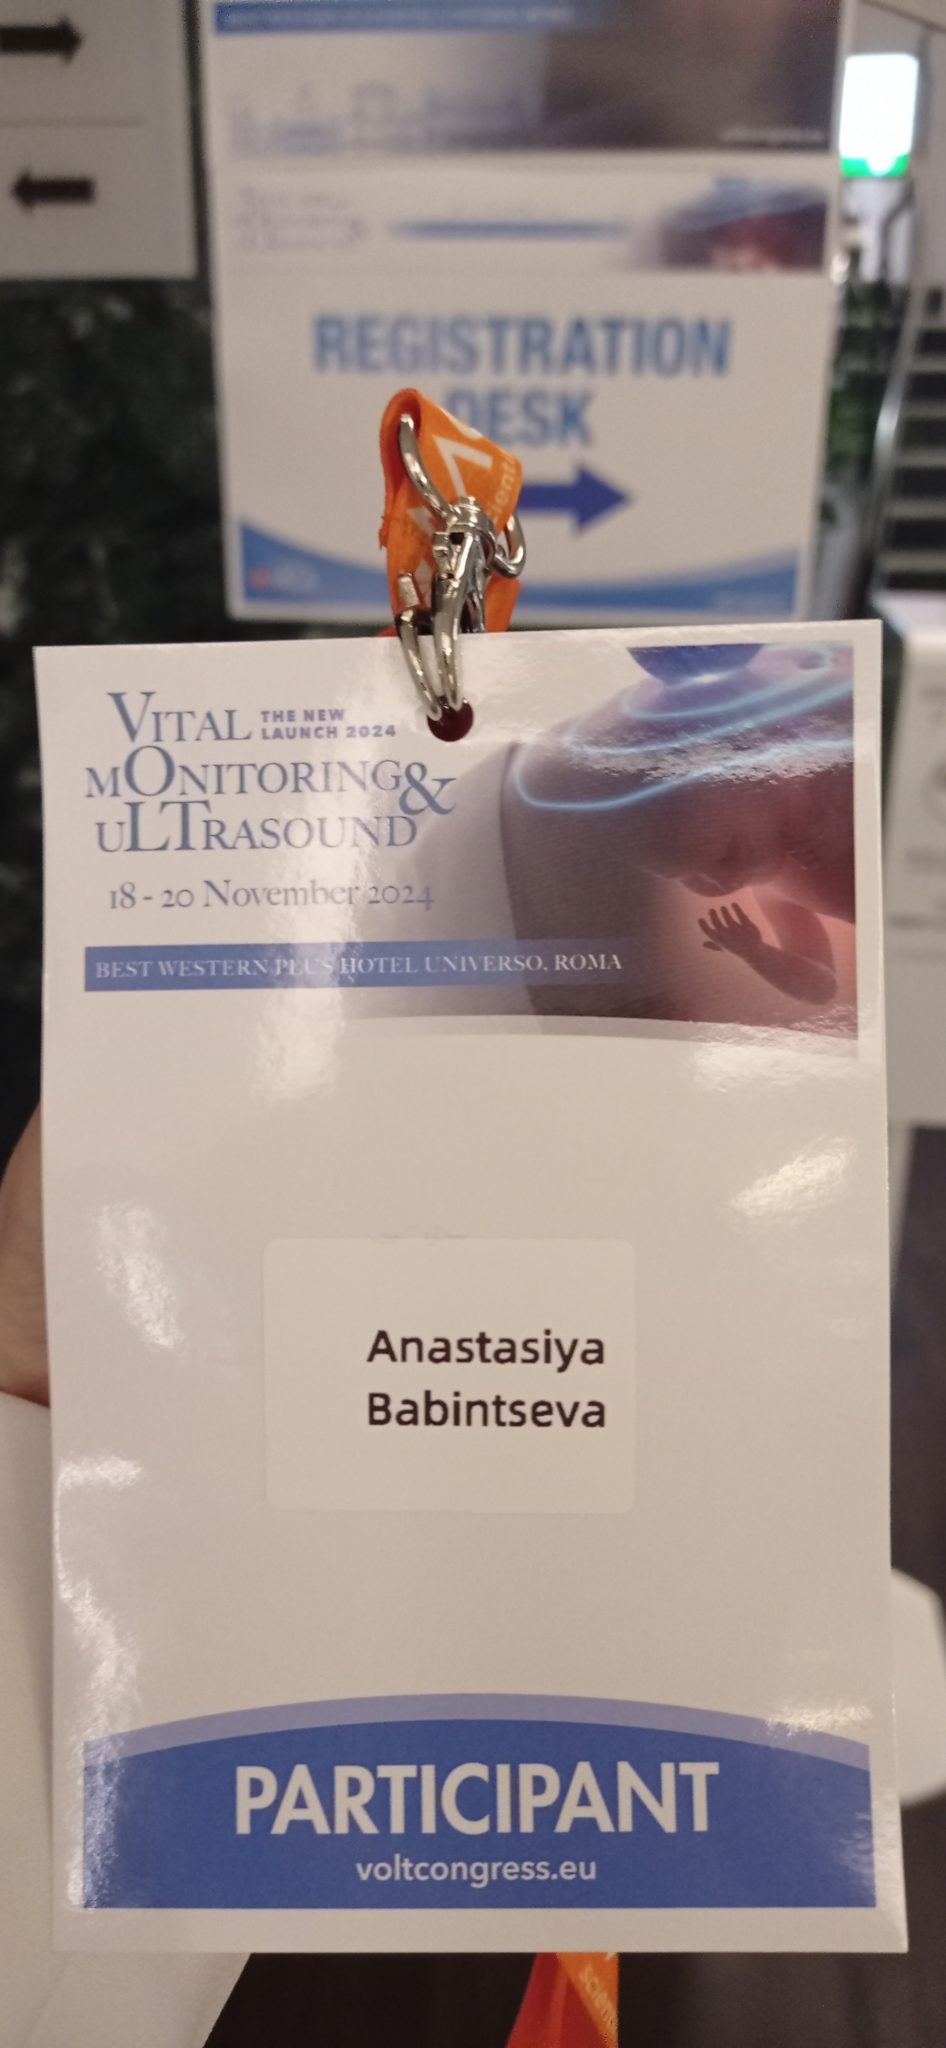 REGISTRATION
DESK
VITAL THE NEW
LAUNCH 2024
MONITORING &
ULTRASOUND
18 - 20 November 2024
BEST WESTERN PLUS HOTEL UNIVERSO, ROMA
Anastasiya
Babintseva
PARTICIPANT
voltcongress.eu